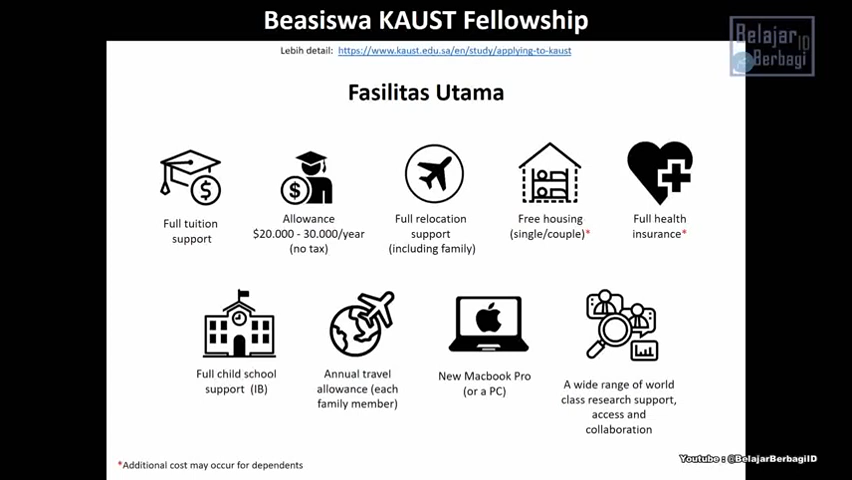 Beasiswa KAUST Fellowship
Belajar ID
Berbagi
Lebih detail: https://www.kaust.edu.sa/en/study/applying-to-kaust
Fasilitas Utama
Full tuition
support
Allowance
$20.000 - 30.000/year
(no tax)
Full relocation
support
(including family)
Free housing
(single/couple)*
Full health
insurance*
Full child school
support (IB)
Annual travel
allowance (each
family member)
New Macbook Pro
(or a PC)
A wide range of world
class research support,
access and
collaboration
*Additional cost may occur for dependents
Youtube : @BelajarBerbagiID